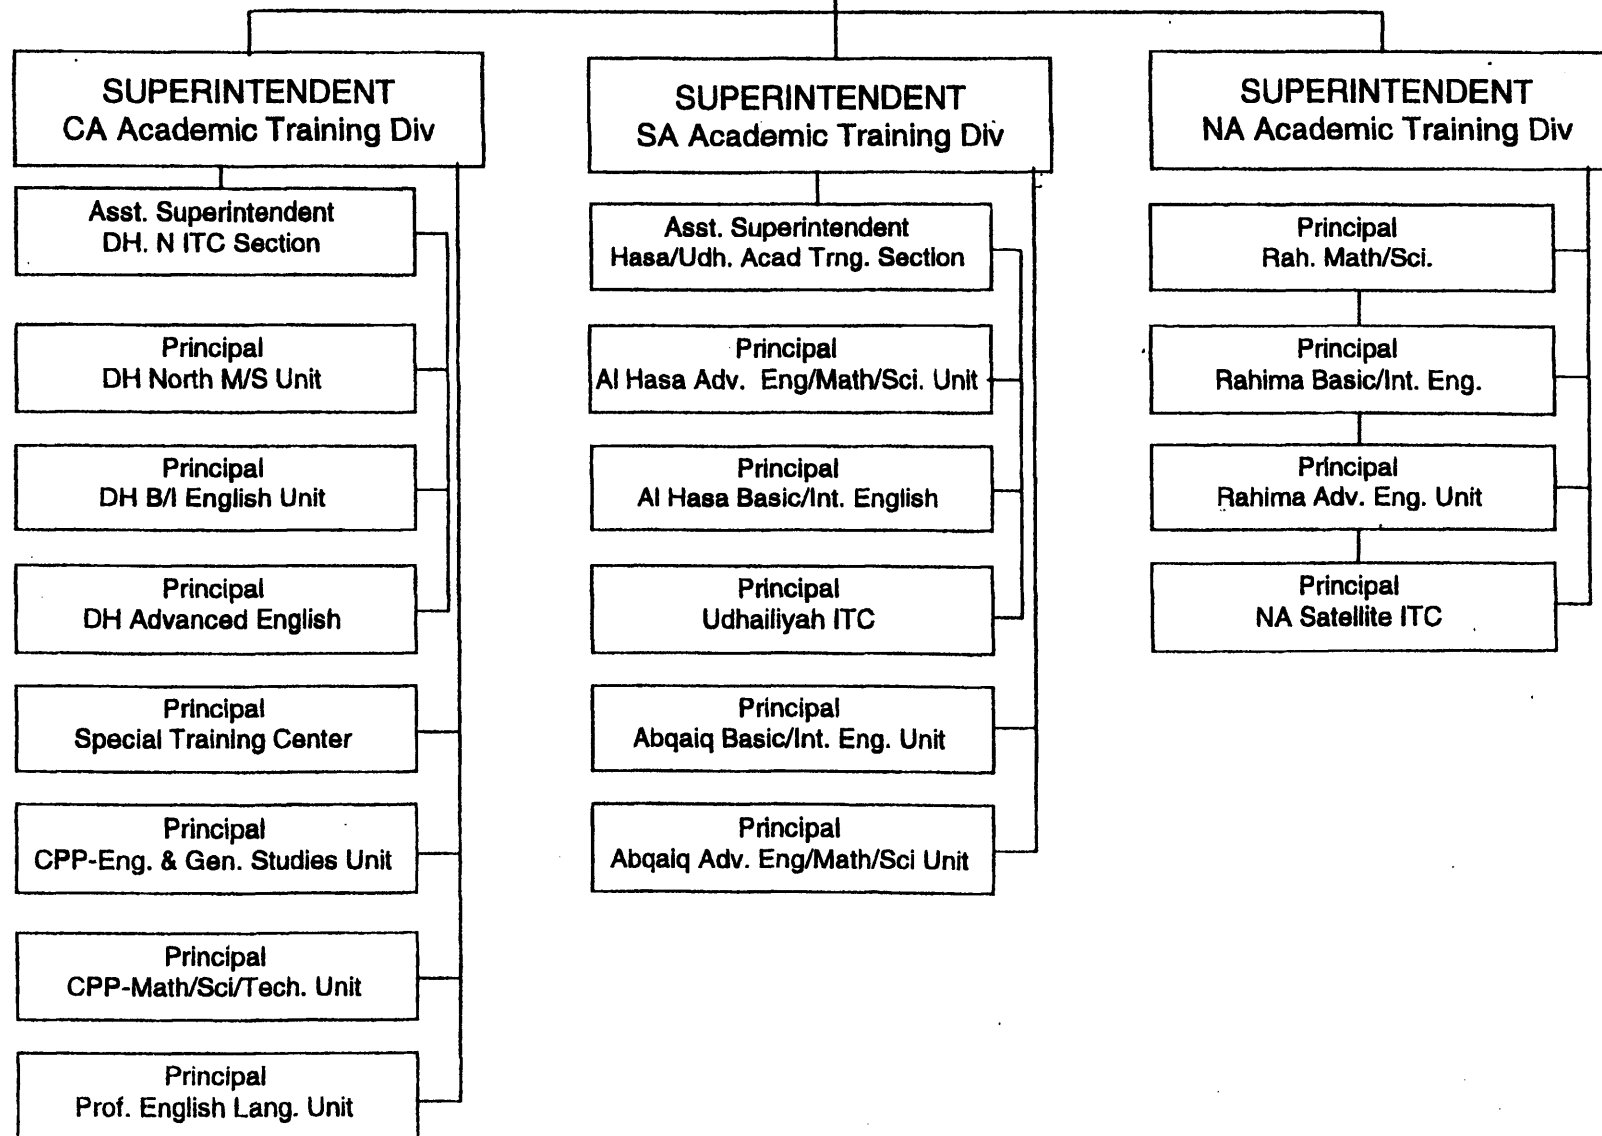 SUPERINTENDENT
CA Academic Training Div
Asst. Superintendent
DH. N ITC Section
Principal
DH North M/S Unit
Principal
DH B/I English Unit
Principal
DH Advanced English
Principal
Special Training Center
Principal
CPP-Eng. & Gen. Studies Unit
Principal
CPP-Math/Sci/Tech. Unit
Principal
Prof. English Lang. Unit
SUPERINTENDENT
SA Academic Training Div
Asst. Superintendent
Hasa/Udh. Acad Trng. Section
Principal
Al Hasa Adv. Eng/Math/Sci. Unit
Principal
Al Hasa Basic/Int. English
Principal
Udhailiyah ITC
Principal
Abqaiq Basic/Int. Eng. Unit
Principal
Abqaiq Adv. Eng/Math/Sci Unit
SUPERINTENDENT
NA Academic Training Div
Principal
Rah. Math/Sci.
Principal
Rahima Basic/Int. Eng.
Principal
Rahima Adv. Eng. Unit
Principal
NA Satellite ITC